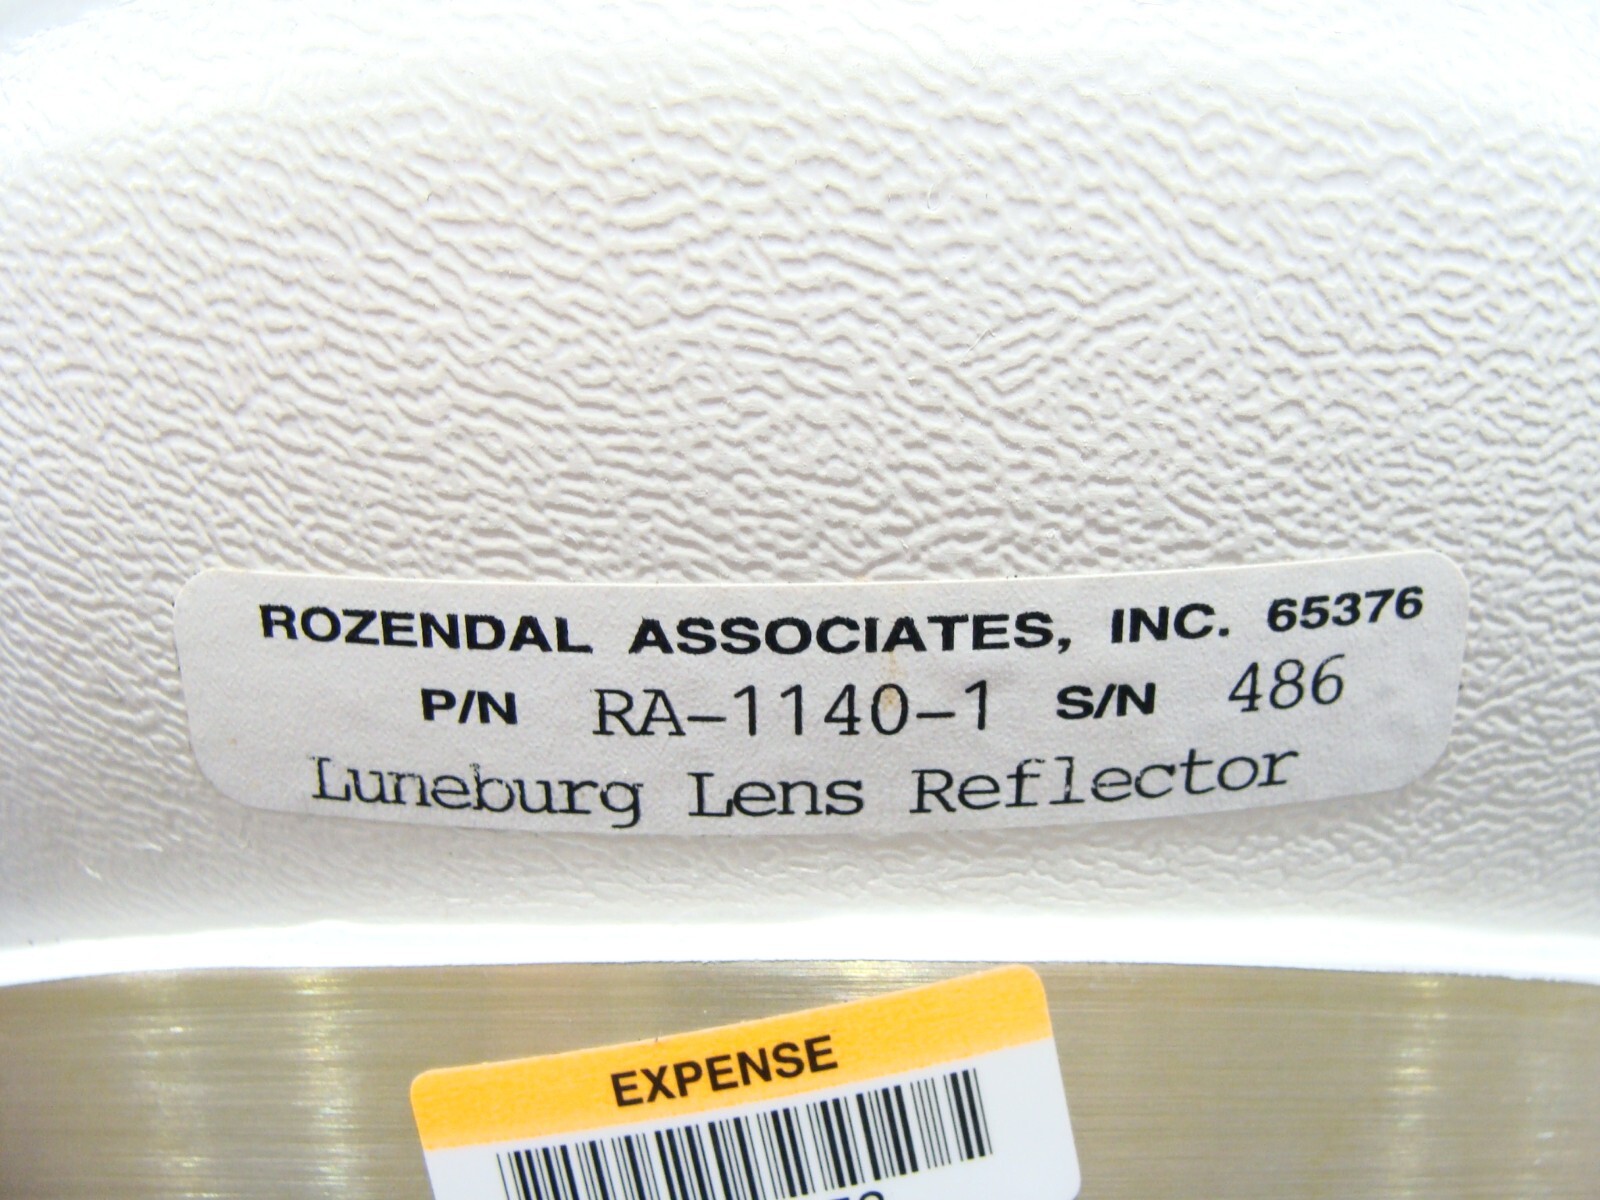 ROZENDAL ASSOCIATES, INC. 65376
P/N RA-1140-1 S/N 486
Luneburg Lens Reflector
EXPENSE